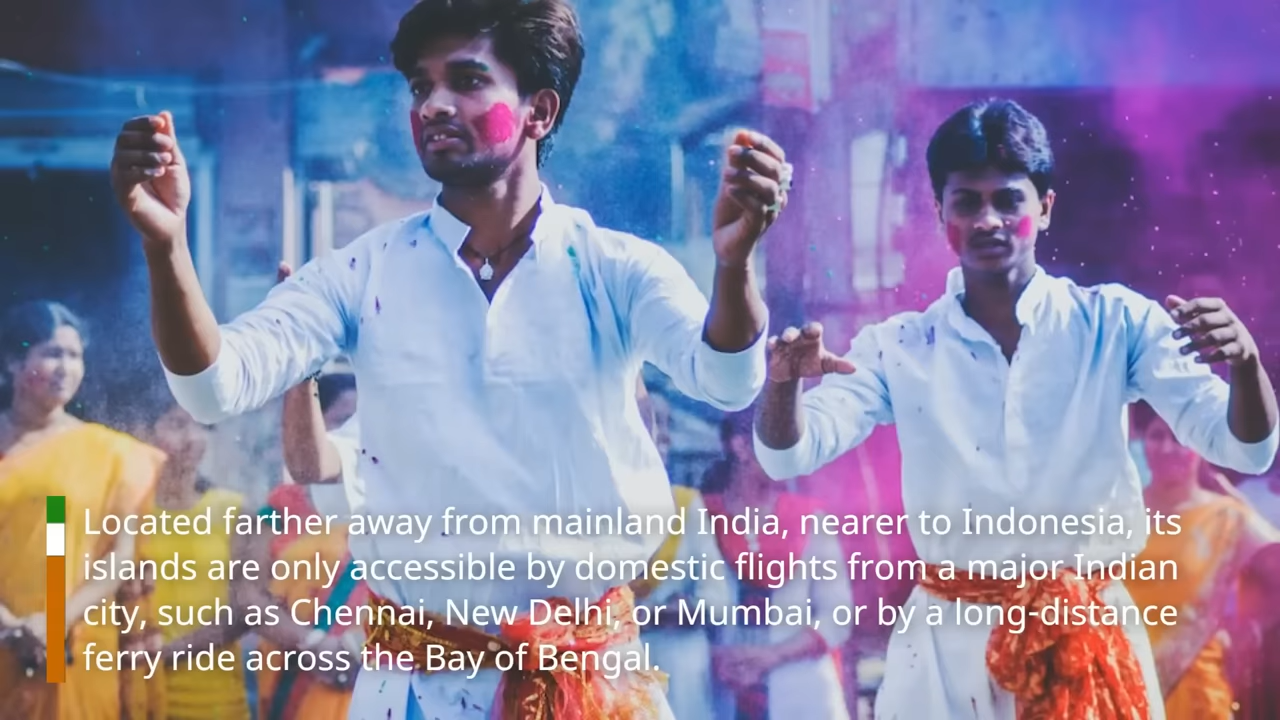 Located farther away from mainland India, nearer to Indonesia, its
islands are only accessible by domestic flights from a major Indian
city, such as Chennai, New Delhi, or Mumbai, or by a long-distance
ferry ride across the Bay of Bengal.